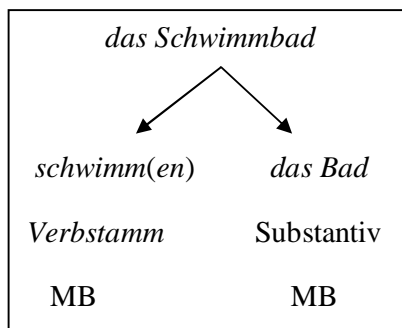 das Schwimmbad
schwimm(en) das Bad
Verbstamm Substantiv
MB MB